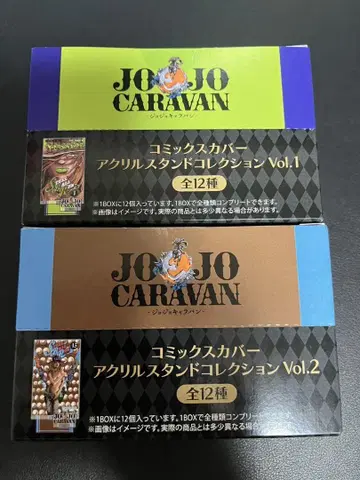 JOJO
CARAVAN
-ジョジョキャラバン-
コミックスカバー
アクリルスタンドコレクション Vol.1
全12種
※1BOXに12個入っています。1BOXで全種類コンプリートできます。
※画像はイメージです。実際の商品とは多少異なる場合があります。
JOJO
CARAVAN
-ジョジョキャラバン-
コミックスカバー
アクリルスタンドコレクション Vol.2
全12種
※1BOXに12個入っています。1BOXで全種類コンプリートできます。
※画像はイメージです。実際の商品とは多少異なる場合があります。